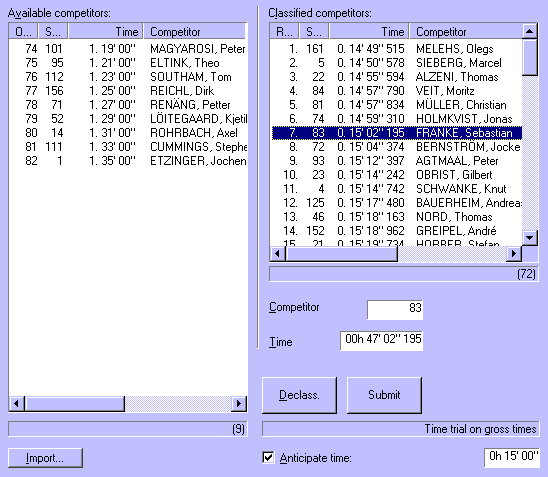 Available competitors:
O... S... Time Competitor
74 101 1. 19' 00" MAGYAROSI, Peter
75 95 1. 21' 00" ELTINK, Theo
76 112 1. 23' 00" SOUTHAM, Tom
77 156 1. 25' 00" REICHL, Dirk
78 71 1. 27' 00" RENÄNG, Petter
79 52 1. 29' 00" LÖITEGAARD, Kjetil
80 14 1. 31' 00" ROHRBACH, Axel
81 111 1. 33' 00" CUMMINGS, Stephe
82 1 1. 35' 00" ETZINGER, Jochen
(9)
Import...
Classified competitors:
R... S... Time Competitor
1. 161 0. 14' 49" 515 MELEHS, Olegs
2. 5 0. 14' 50" 578 SIEBERG, Marcel
3. 22 0. 14' 55" 594 ALZENI, Thomas
4. 84 0. 14' 57" 790 VEIT, Moritz
5. 81 0. 14' 57" 834 MÜLLER, Christian
6. 74 0. 14' 59" 310 HOLMKVIST, Jonas
7. 83 0. 15' 02" 195 FRANKE, Sebastian
8. 72 0. 15' 04" 374 BERNSTRÖM, Jocke
9. 93 0. 15' 12" 397 AGTMAAL, Peter
10. 23 0. 15' 14" 242 OBRIST, Gilbert
11. 4 0. 15' 14" 742 SCHWANKE, Knut
12. 125 0. 15' 17" 480 BAUERHEIM, Andreas
13. 46 0. 15' 18" 163 NORD, Thomas
14. 152 0. 15' 18" 962 GREIPEL, André
15. 21 0. 15' 19" 734 HORBER, Stefan
(72)
Competitor 83
Time 00h 47' 02" 195
Declass. Submit
Time trial on gross times
Anticipate time: 0h 15' 00"